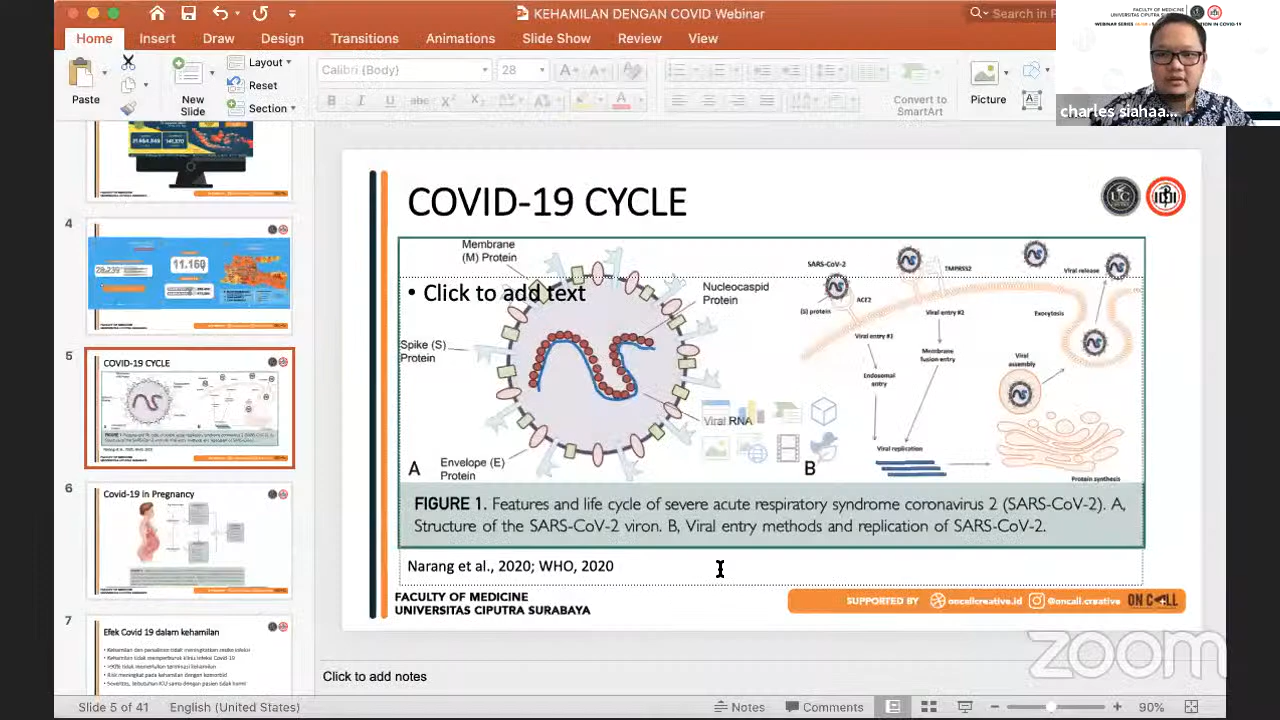 KEHAMILAN DENGAN COVID Webinar
Search in P
Home Insert Draw Design Transitions Animations Slide Show Review View
Paste
New
Slide
Layout
Reset
Section
Calibri (Body)
28
Convert to
SmartArt
Picture
FACULTY OF MEDICINE
charles siahaa...
4
28.239
11.160
5
COVID-19 CYCLE
6
Covid-19 in Pregnancy
7
Efek Covid 19 dalam kehamilan
COVID-19 CYCLE
Click to add text
Membrane
(M) Protein
Nucleocaspid
Protein
Spike (S)
Protein
Viral RNA
Envelope (E)
Protein
A
B
SARS-CoV-2
TMPRSS2
Viral release
ACE2
(S) protein
Viral entry #2
Exocytosis
Viral entry #1
Membrane
fusion entry
Viral
assembly
Endosomal
entry
Viral replication
Protein synthesis
FIGURE 1. Features and life cycle of severe acute respiratory syndrome coronavirus 2 (SARS-CoV-2). A,
Structure of the SARS-CoV-2 viron. B, Viral entry methods and replication of SARS-CoV-2.
Narang et al., 2020; WHO, 2020
FACULTY OF MEDICINE
UNIVERSITAS CIPUTRA SURABAYA
SUPPORTED BY oncallcreative.id @oncall.creative ON CALL
zoom
Click to add notes
Slide 5 of 41 English (United States) Notes Comments 90%